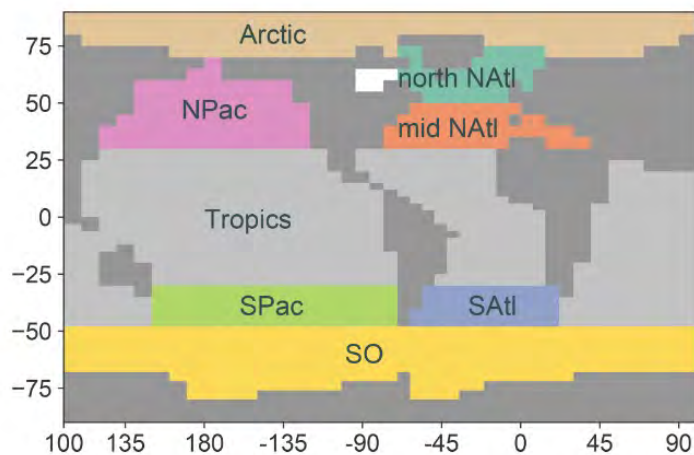 Arctic
75
north NAtl
50
NPac
mid NAtl
25
0
Tropics
−25
SPac
SAtl
−50
SO
−75
100 135 180 -135 -90 -45 0 45 90